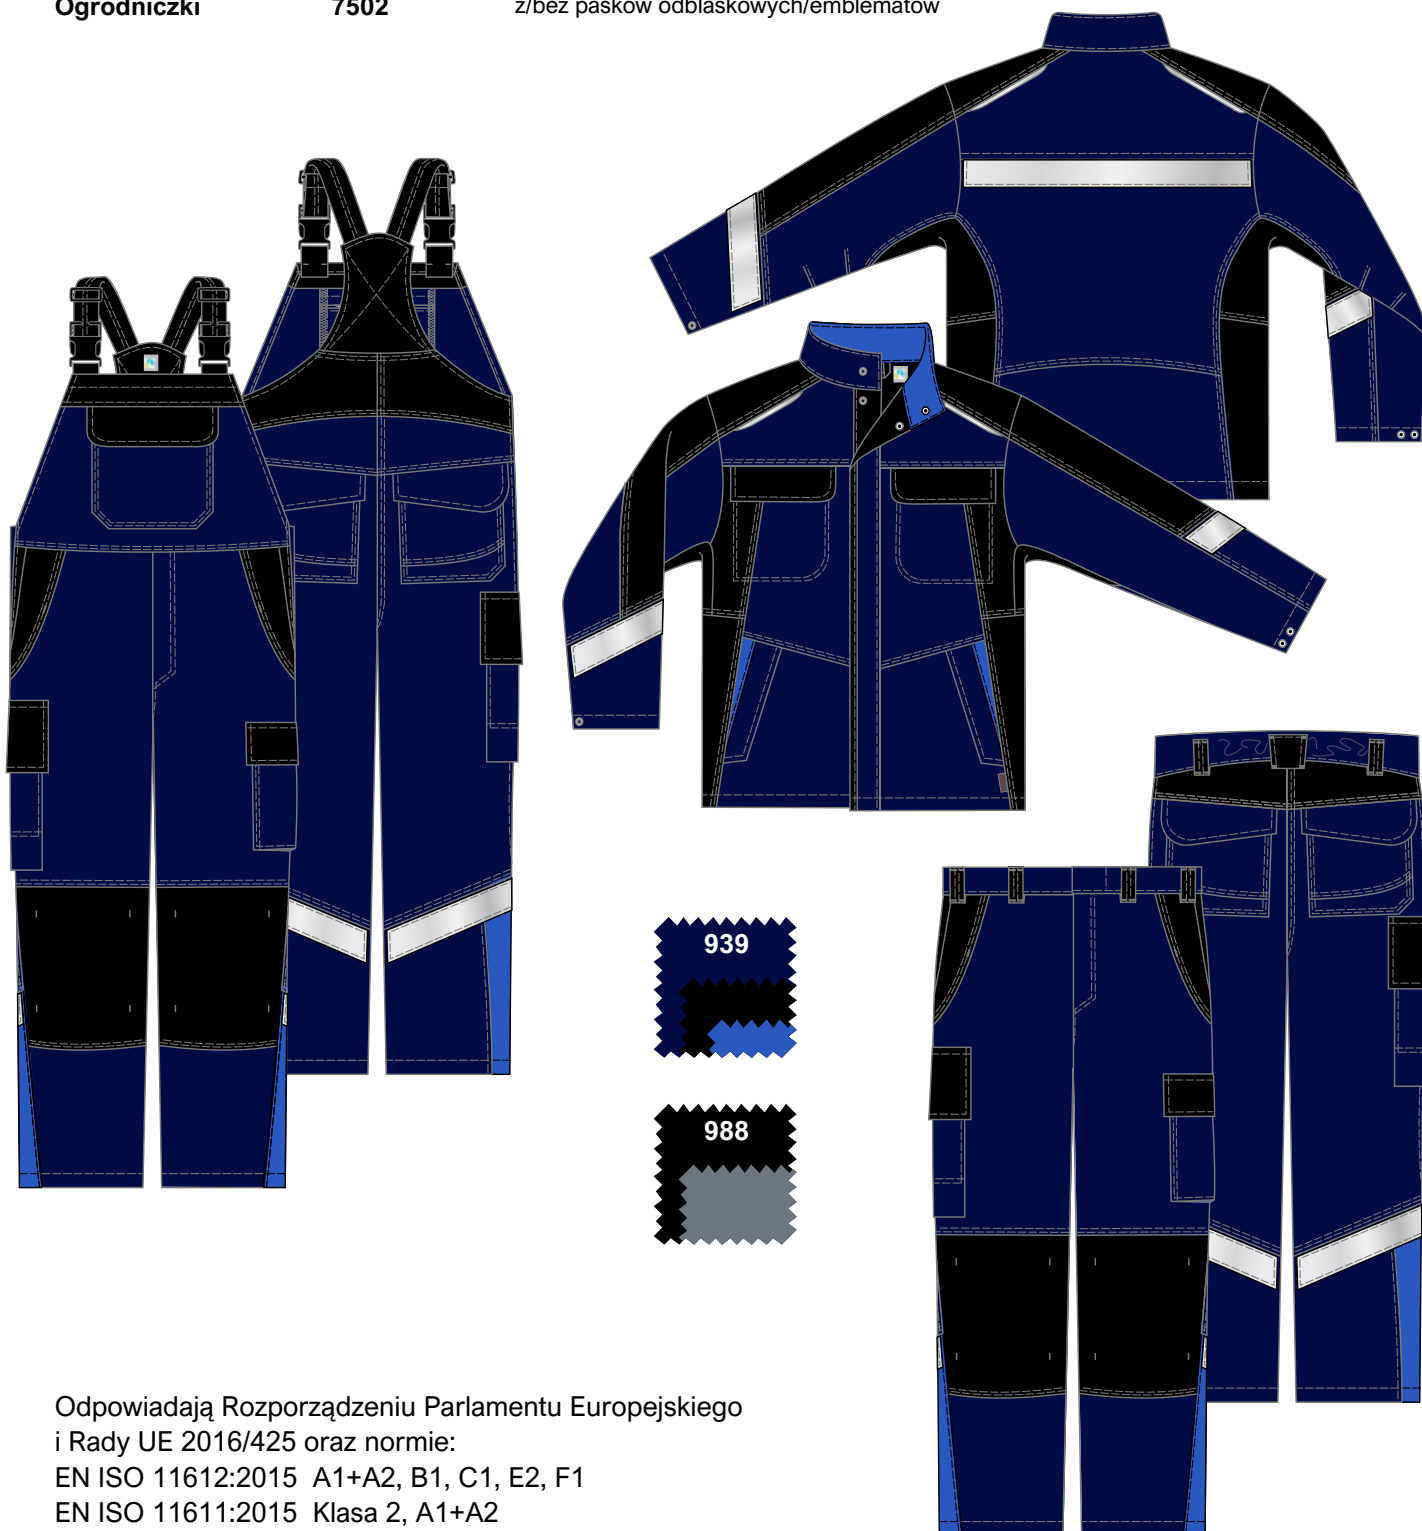 Ogrodniczki 7502 z/bez pasków odblaskowych/emblematów
939
988
Odpowiadają Rozporządzeniu Parlamentu Europejskiego
i Rady UE 2016/425 oraz normie:
EN ISO 11612:2015 A1+A2, B1, C1, E2, F1
EN ISO 11611:2015 Klasa 2, A1+A2